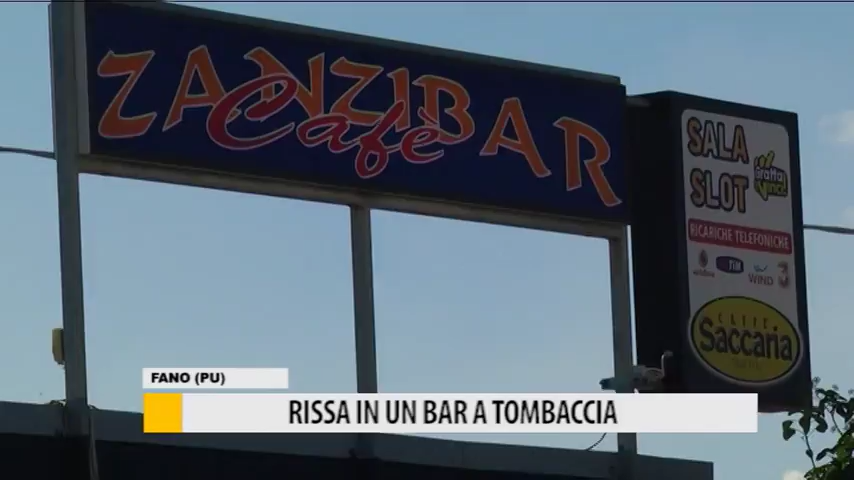 ZANZIBAR
Cafè
SALA
SLOT
Gratta
Vinci!
RICARICHE TELEFONICHE
TIM
WIND
3
CAFFÈ
Saccaria
FANO (PU)
RISSA IN UN BAR A TOMBACCIA